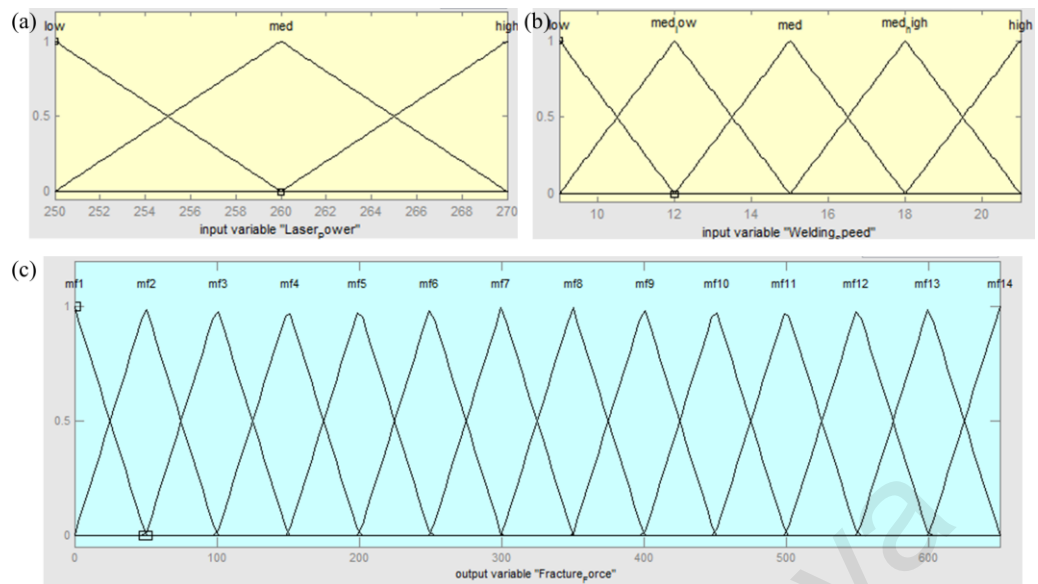 (a)
low med high
1
0.5
0
250 252 254 256 258 260 262 264 266 268 270
input variable "Laserpower"
(b)
low med_low med med_high high
1
0.5
0
10 12 14 16 18 20
input variable "Weldingspeed"
(c)
mf1 mf2 mf3 mf4 mf5 mf6 mf7 mf8 mf9 mf10 mf11 mf12 mf13 mf14
1
0.5
0
0 100 200 300 400 500 600
output variable "FractureForce"